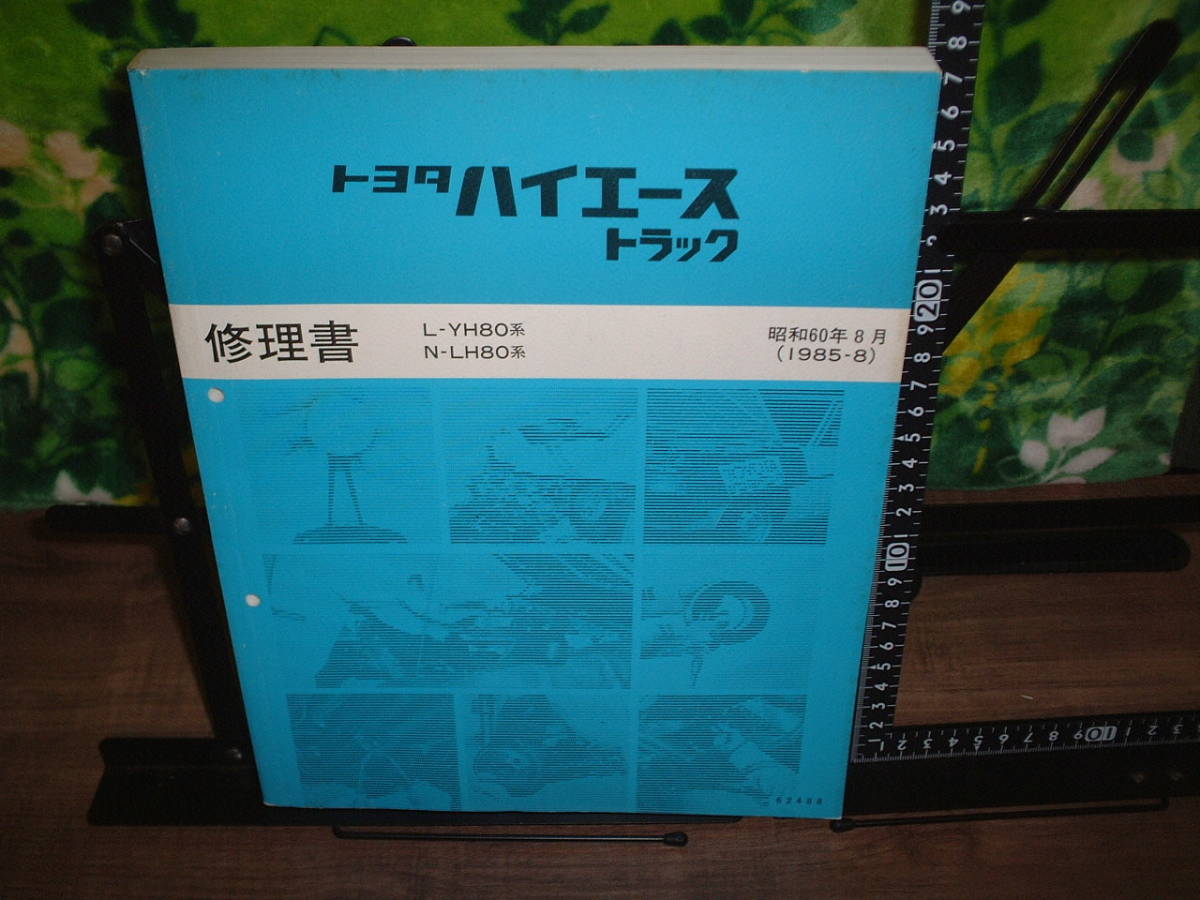 トヨタ ハイエース
トラック
修理書
L-YH80系
N-LH80系
昭和60年8月
(1985-8)
62488